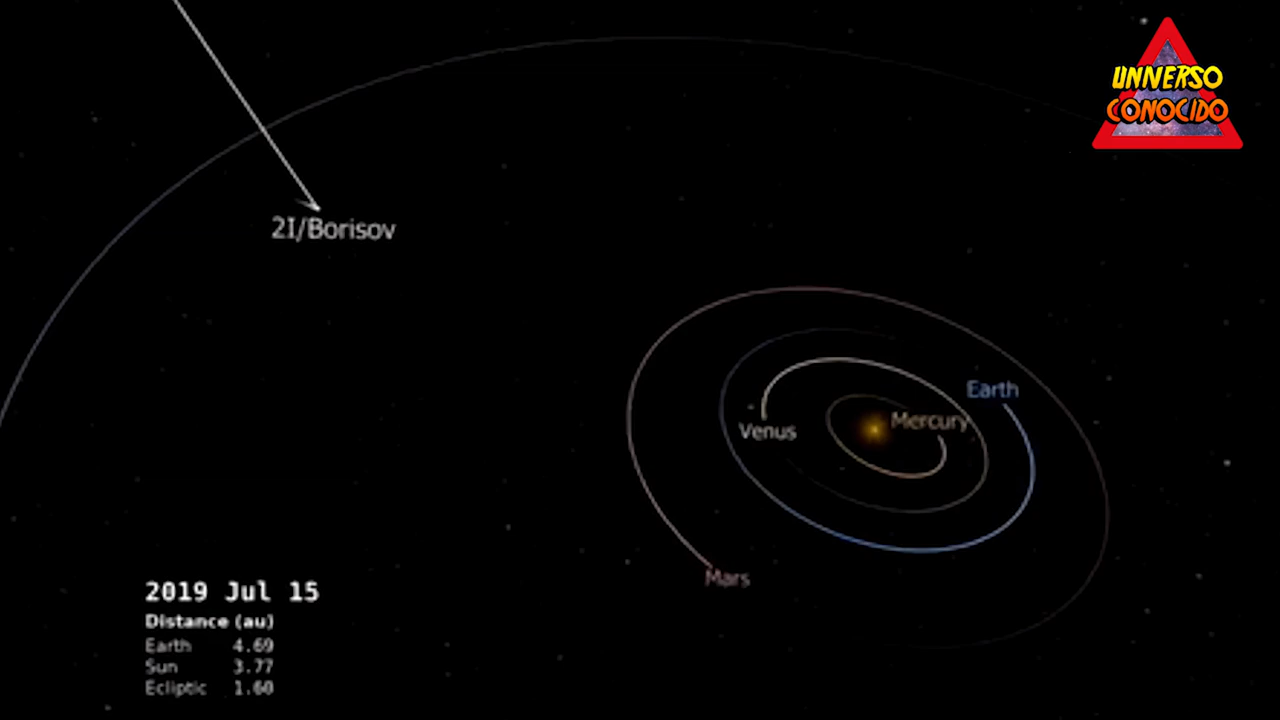 UNIVERSO
CONOCIDO
2I/Borisov
Earth
Mercury
Venus
Mars
2019 Jul 15
Distance (au)
Earth 4.69
Sun 3.77
Ecliptic 1.60